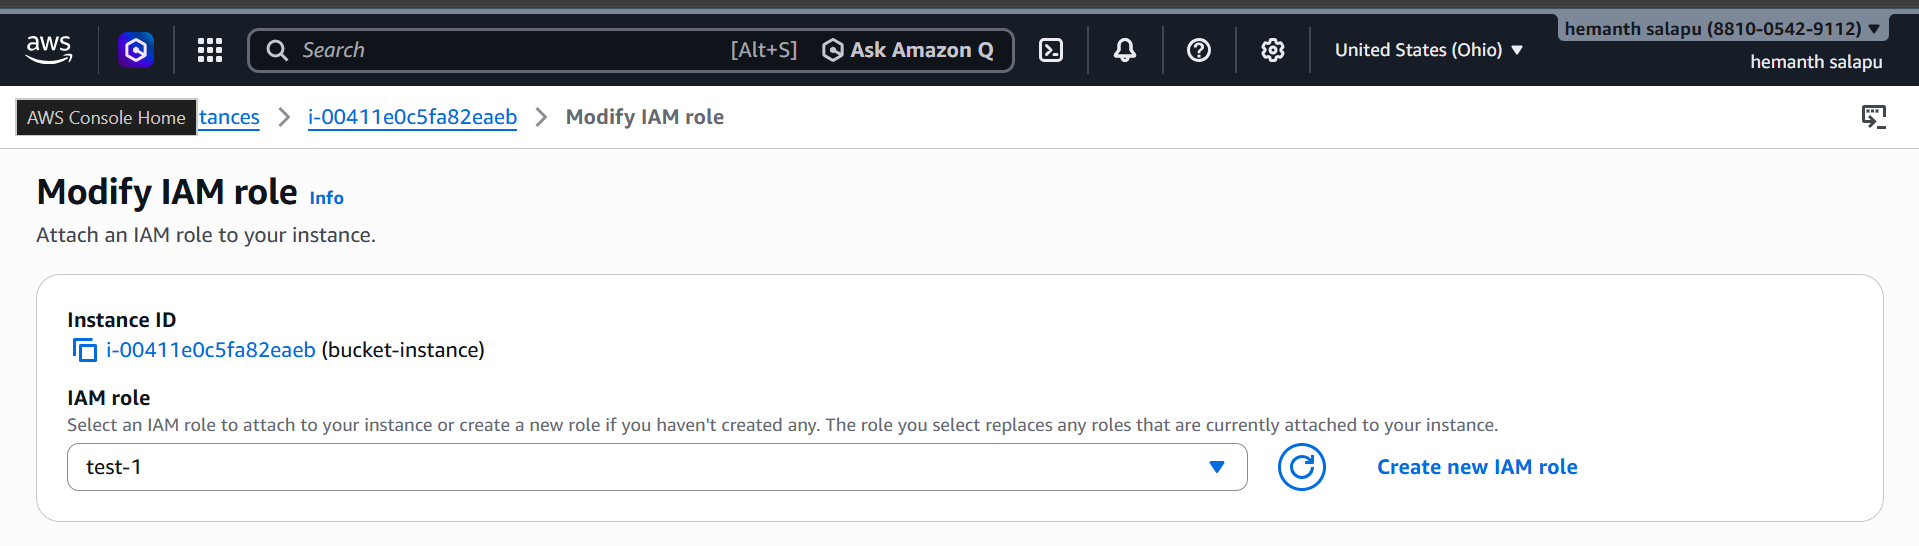 aws
Search [Alt+S] Ask Amazon Q
United States (Ohio)
hemanth salapu (8810-0542-9112)
hemanth salapu
AWS Console Home
tances > i-00411e0c5fa82eaeb > Modify IAM role
Modify IAM role Info
Attach an IAM role to your instance.
Instance ID
i-00411e0c5fa82eaeb (bucket-instance)
IAM role
Select an IAM role to attach to your instance or create a new role if you haven't created any. The role you select replaces any roles that are currently attached to your instance.
test-1
Create new IAM role